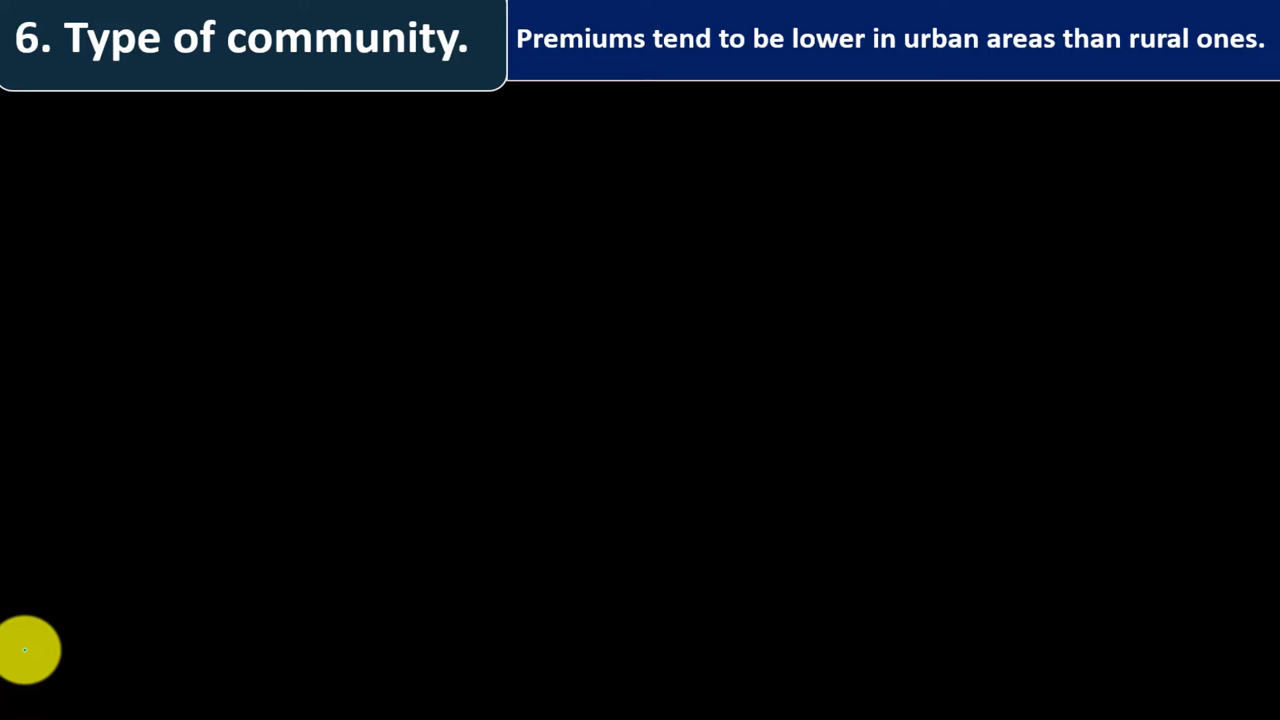 6. Type of community.
Premiums tend to be lower in urban areas than rural ones.